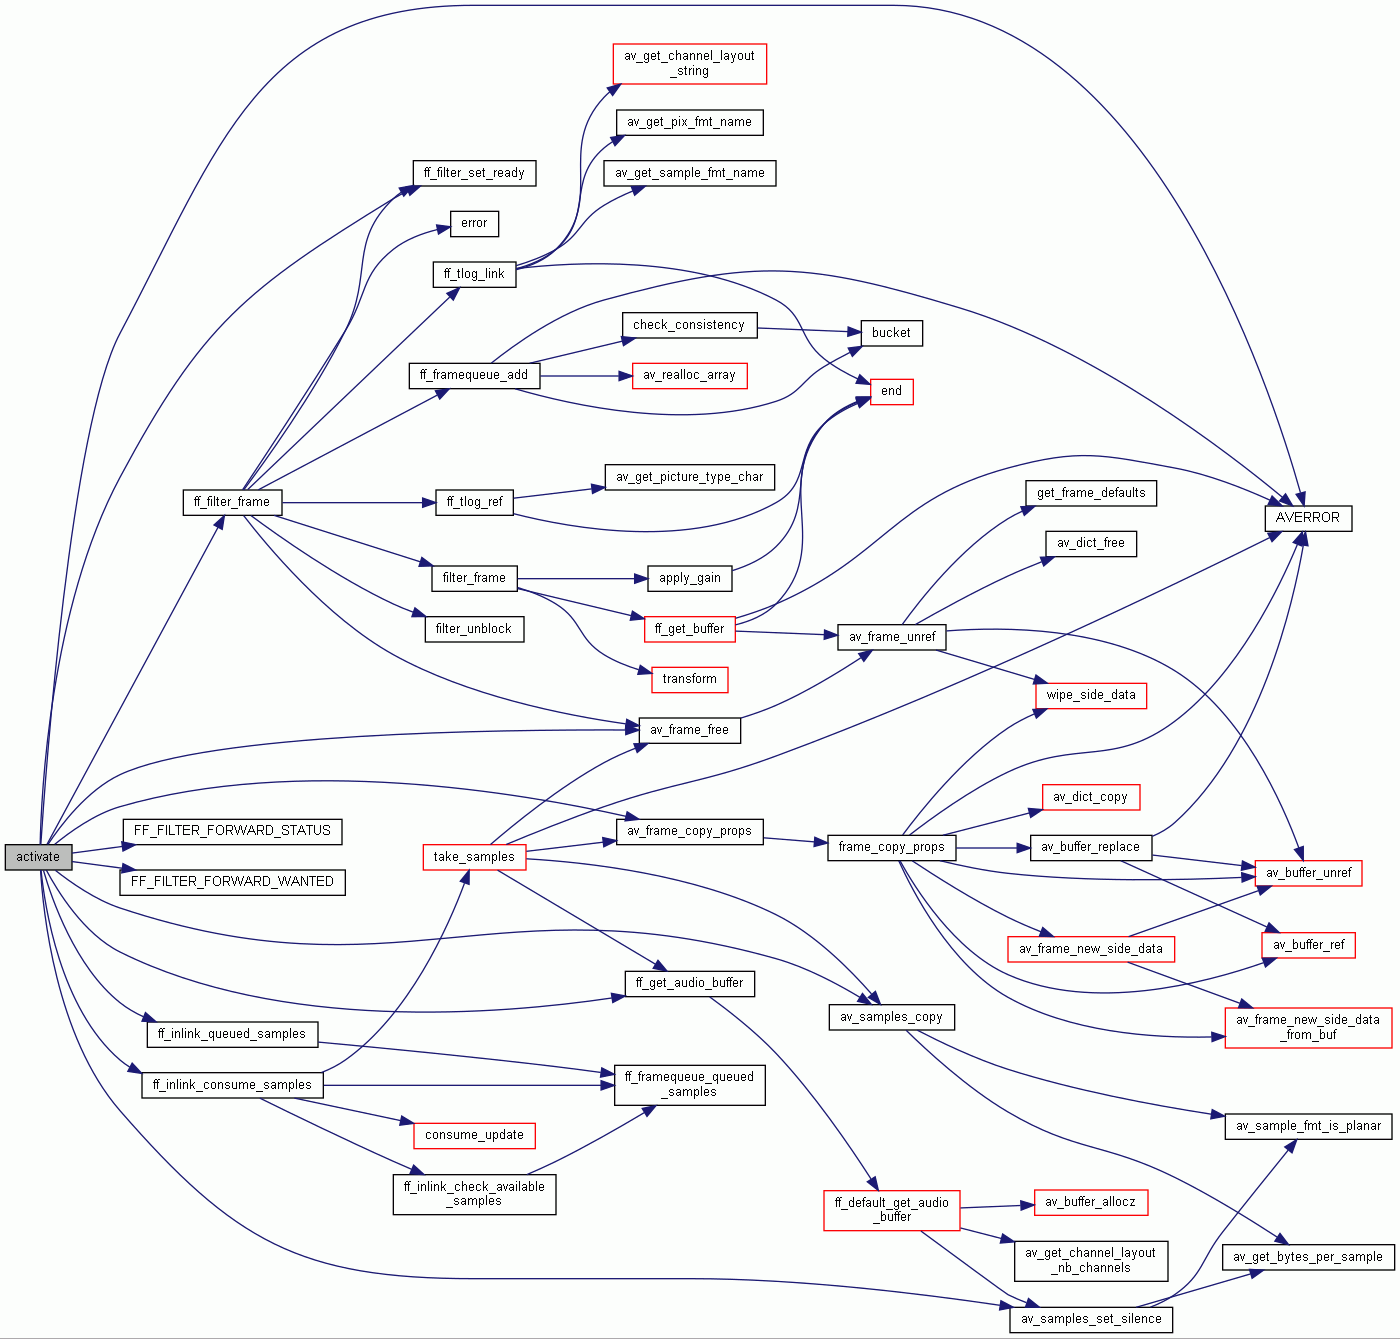 av_get_channel_layout
_string
av_get_pix_fmt_name
ff_filter_set_ready
av_get_sample_fmt_name
error
ff_tlog_link
check_consistency
bucket
ff_framequeue_add
av_realloc_array
end
av_get_picture_type_char
get_frame_defaults
ff_filter_frame
ff_tlog_ref
AVERROR
av_dict_free
filter_frame
apply_gain
filter_unblock
ff_get_buffer
av_frame_unref
transform
wipe_side_data
av_frame_free
av_dict_copy
FF_FILTER_FORWARD_STATUS
av_frame_copy_props
activate
take_samples
frame_copy_props
av_buffer_replace
FF_FILTER_FORWARD_WANTED
av_buffer_unref
av_frame_new_side_data
av_buffer_ref
ff_get_audio_buffer
av_samples_copy
ff_inlink_queued_samples
av_frame_new_side_data
_from_buf
ff_inlink_consume_samples
ff_framequeue_queued
_samples
consume_update
av_sample_fmt_is_planar
ff_inlink_check_available
_samples
ff_default_get_audio
_buffer
av_buffer_allocz
av_get_channel_layout
_nb_channels
av_get_bytes_per_sample
av_samples_set_silence